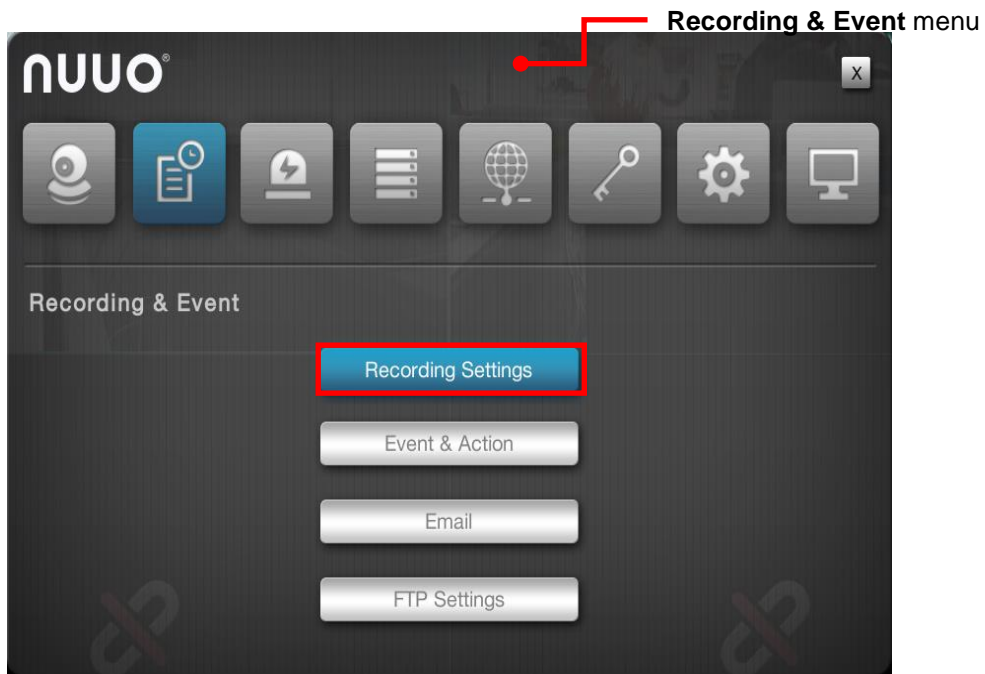 Recording & Event menu
nuuo®
X
Recording & Event
Recording Settings
Event & Action
Email
FTP Settings